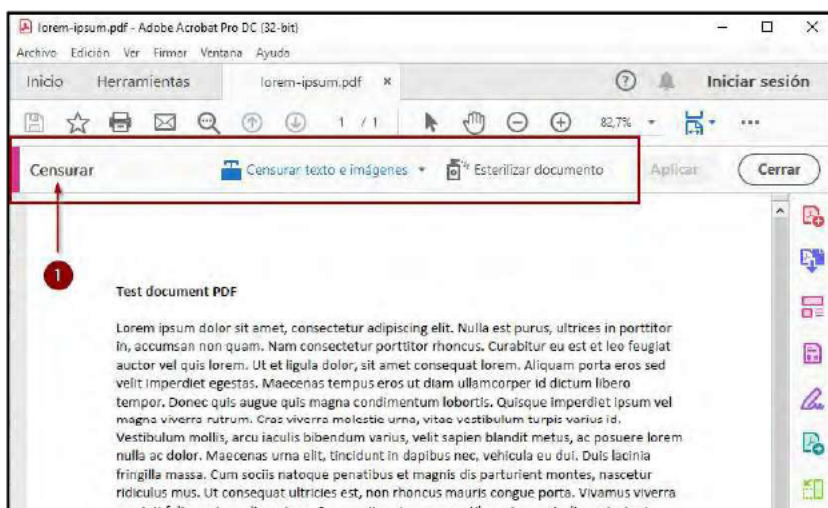 lorem-ipsum.pdf - Adobe Acrobat Pro DC (32-bit)
Archivo Edición Ver Firmar Ventana Ayuda
Inicio Herramientas lorem-ipsum.pdf × Iniciar sesión
1 / 1 82,7%
Censurar Censurar texto e imágenes Esterilizar documento Aplicar Cerrar
1
Test document PDF
Lorem ipsum dolor sit amet, consectetur adipiscing elit. Nulla est purus, ultrices in porttitor
in, accumsan non quam. Nam consectetur porttitor rhoncus. Curabitur eu est et leo feugiat
auctor vel quis lorem. Ut et ligula dolor, sit amet consequat lorem. Aliquam porta eros sed
velit imperdiet egestas. Maecenas tempus eros ut diam ullamcorper id dictum libero
tempor. Donec quis augue quis magna condimentum lobortis. Quisque imperdiet ipsum vel
magna viverra rutrum. Cras viverra molestie urna, vitae vestibulum turpis varius id.
Vestibulum mollis, arcu iaculis bibendum varius, velit sapien blandit metus, ac posuere lorem
nulla ac dolor. Maecenas urna elit, tincidunt in dapibus nec, vehicula eu dui. Duis lacinia
fringilla massa. Cum sociis natoque penatibus et magnis dis parturient montes, nascetur
ridiculus mus. Ut consequat ultricies est, non rhoncus mauris congue porta. Vivamus viverra